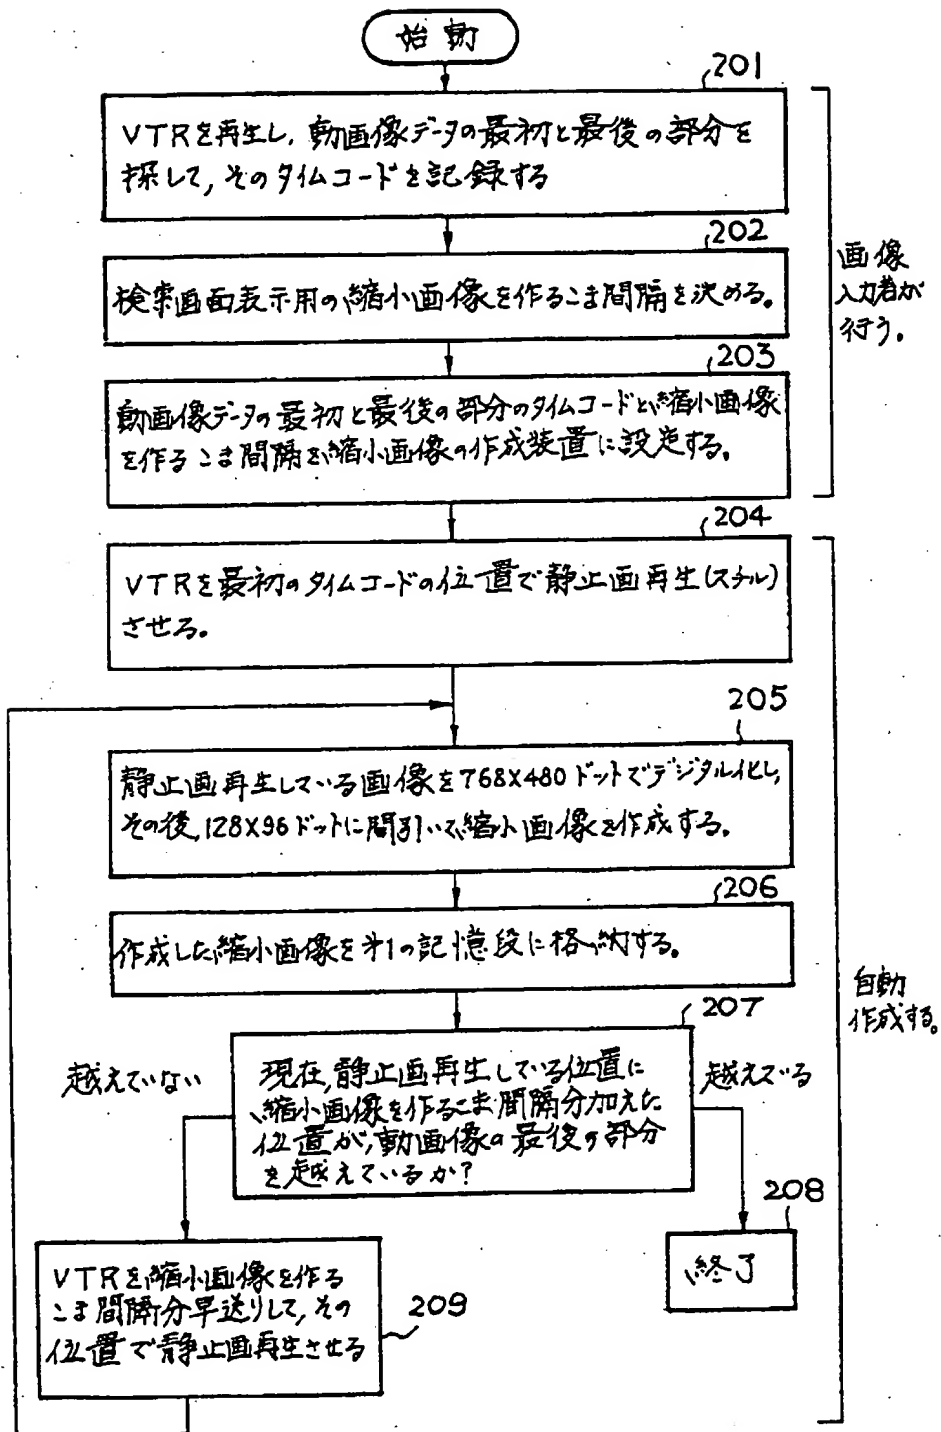 始動
201
VTRを再生し、動画像データの最初と最後の部分を
探して,そのタイムコードを記録する
202
検索画面表示用の縮小画像を作るこま間隔を決める。
画像
入力者が
行う。
203
動画像データの最初と最後の部分のタイムコードと縮小画像
を作るこま間隔を縮小画像の作成装置に設定する。
204
VTRを最初のタイムコードの位置で静止画再生(スチル)
させる。
205
静止画再生している画像を768×480ドットでデジタル化し,
その後,128×96ドットに間引いて縮小画像を作成する。
206
作成した縮小画像を第1の記憶段に格納する。
自動
作成する。
207
越えていない
現在,静止画再生している位置に
縮小画像を作るこま間隔分加えた
位置が,動画像の最後の部分
を越えているか?
越えている
208
終了
VTRを縮小画像を作る
こま間隔分早送りして,その
位置で静止画再生させる
209